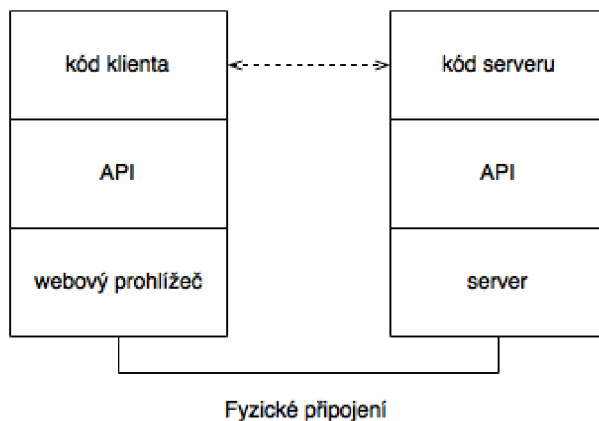 kód klienta
kód serveru
API
API
webový prohlížeč
server
Fyzické připojení